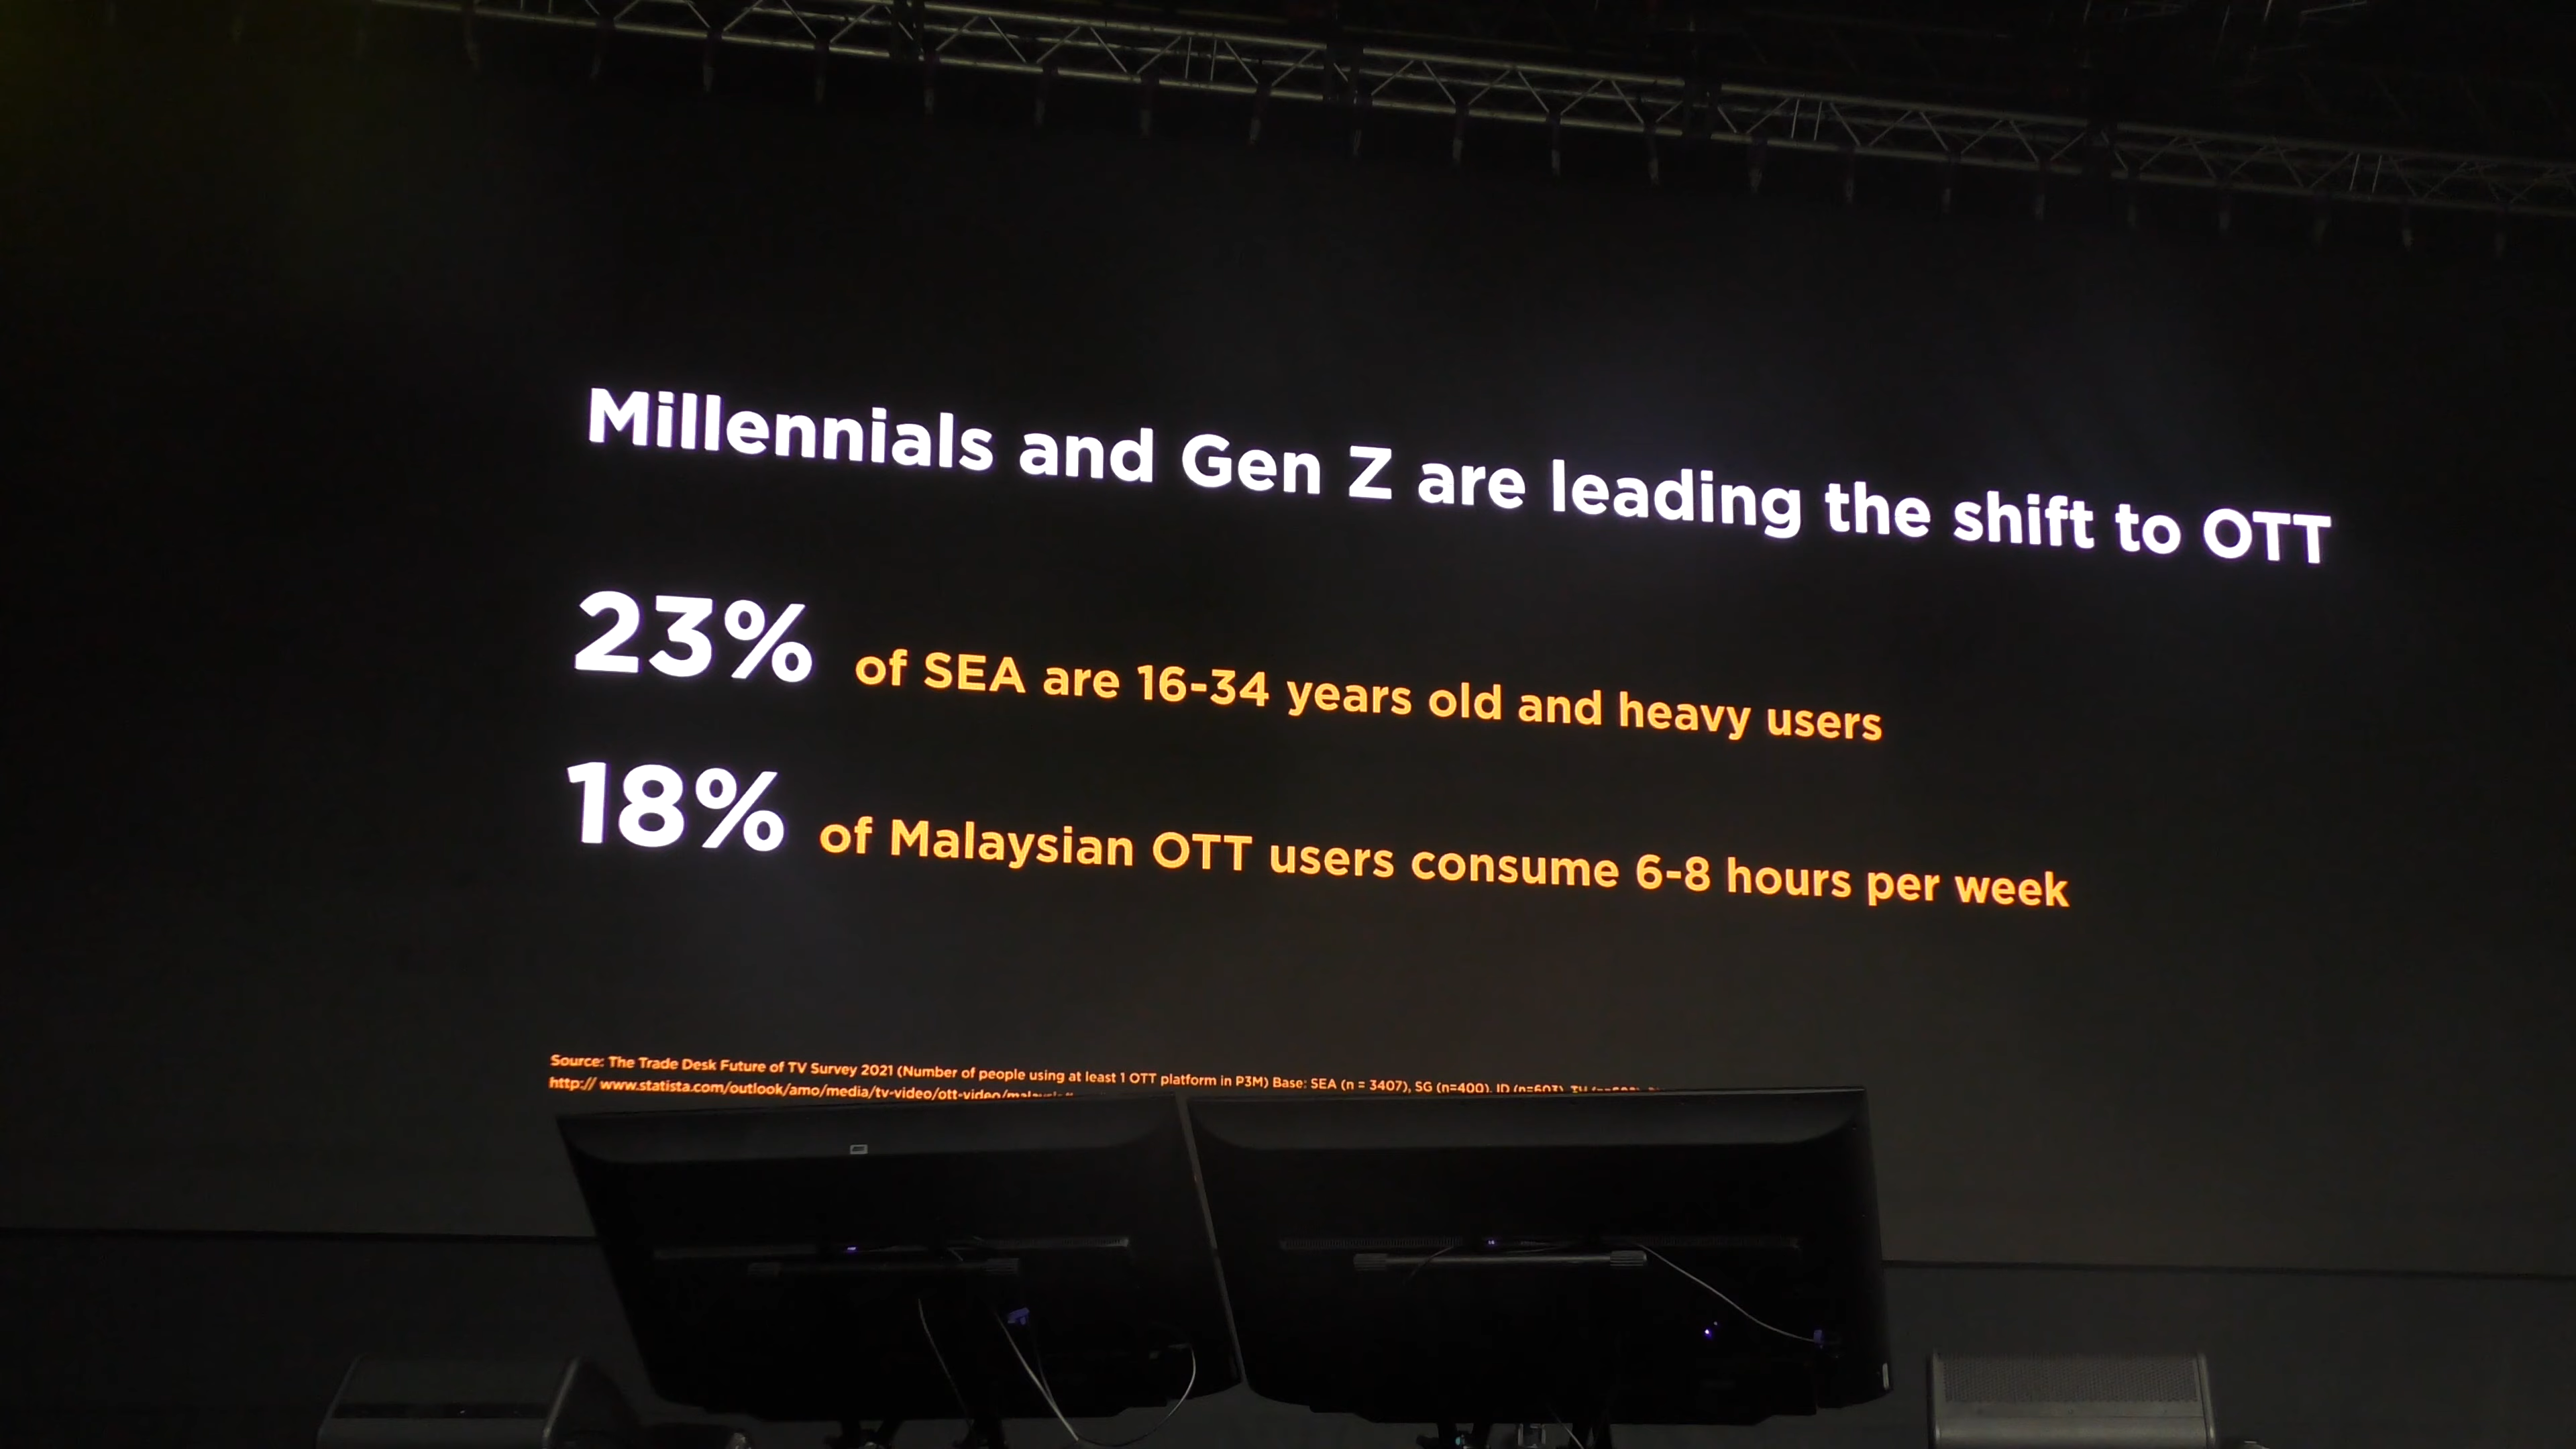 Millennials and Gen Z are leading the shift to OTT
23% of SEA are 16-34 years old and heavy users
18% of Malaysian OTT users consume 6-8 hours per week
Source: The Trade Desk Future of TV Survey 2021 (Number of people using at least 1 OTT platform in P3M) Base: SEA (n = 3407), SG (n=400), ID (n=603),
http:// www.statista.com/outlook/amo/media/tv-video/ott-video/